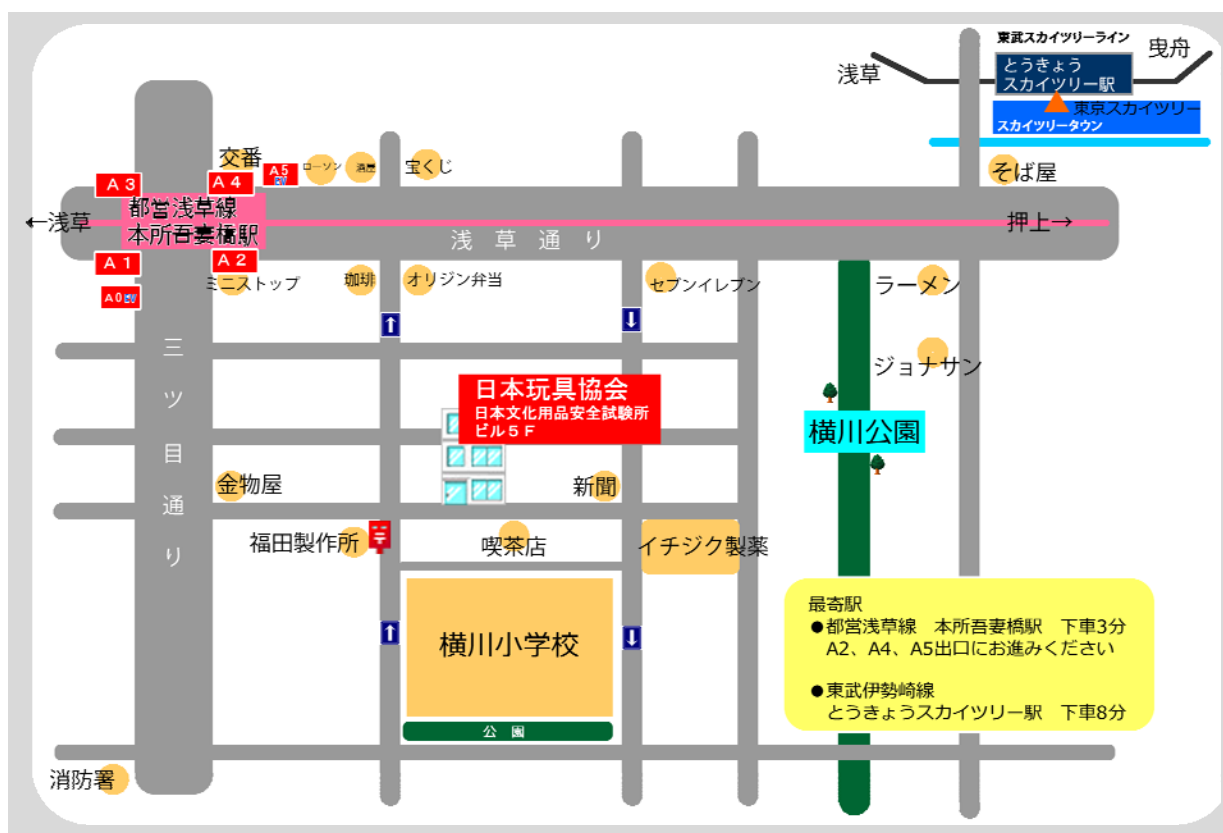 東武スカイツリーライン
浅草
曳舟
とうきょう
スカイツリー駅
東京スカイツリー
スカイツリータウン
交番
A5
ローソン
酒屋
宝くじ
そば屋
A3
A4
←浅草
都営浅草線
本所吾妻橋駅
浅草通り
押上→
A1
A2
A0
ミニストップ
珈琲
オリジン弁当
セブンイレブン
ラーメン
三ツ目通り
ジョナサン
日本玩具協会
日本文化用品安全試験所
ビル5F
横川公園
金物屋
新聞
福田製作所
喫茶店
イチジク製薬
横川小学校
公園
消防署
最寄駅
●都営浅草線 本所吾妻橋駅 下車3分
A2、A4、A5出口にお進みください
●東武伊勢崎線
とうきょうスカイツリー駅 下車8分